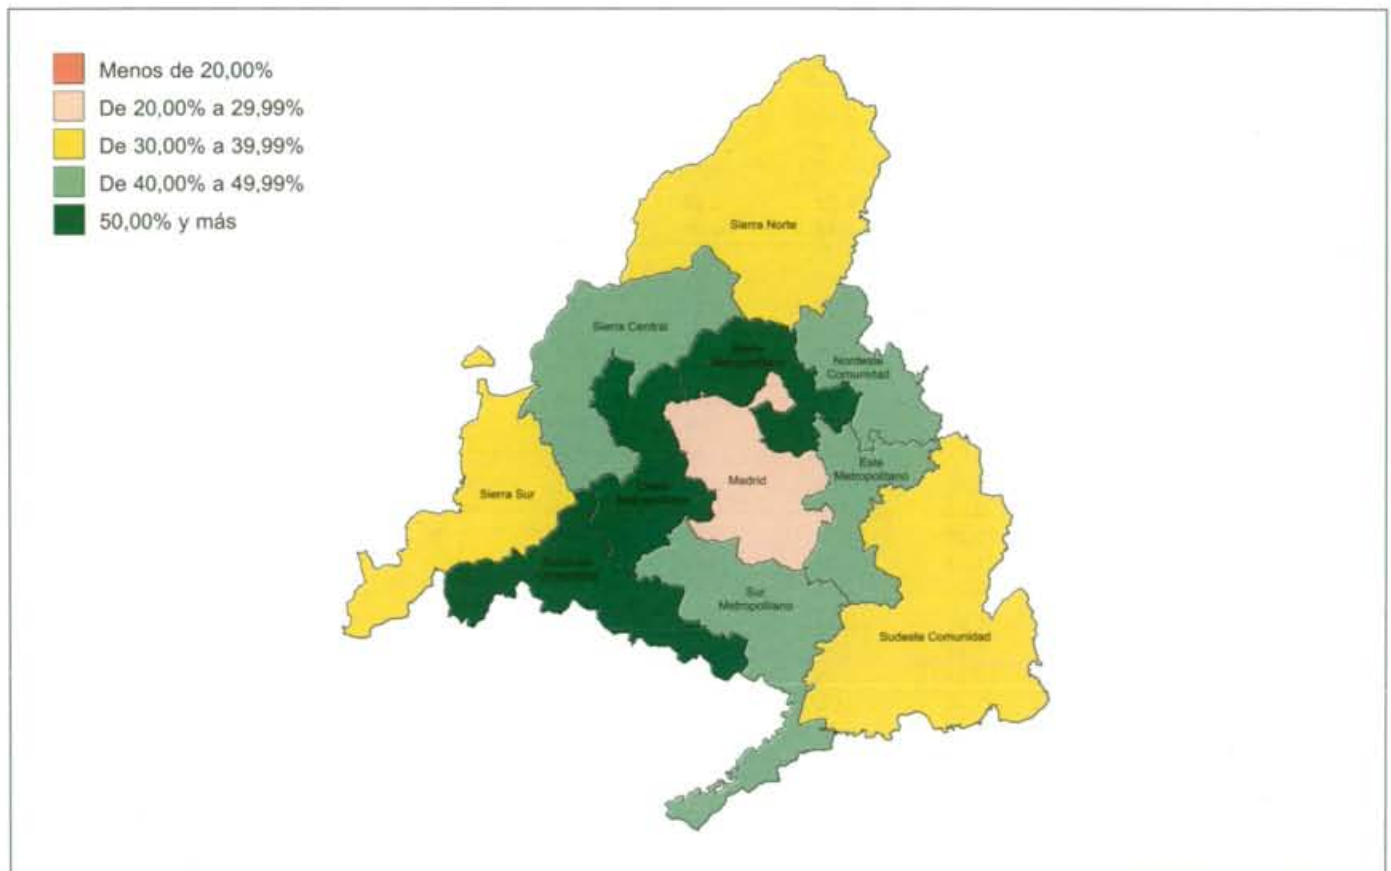 Menos de 20,00%
De 20,00% a 29,99%
De 30,00% a 39,99%
De 40,00% a 49,99%
50,00% y más
Sierra Norte
Sierra Central
Nordeste
Comunidad
Este
Metropolitano
Madrid
Sierra Sur
Sur
Metropolitano
Sudeste Comunidad